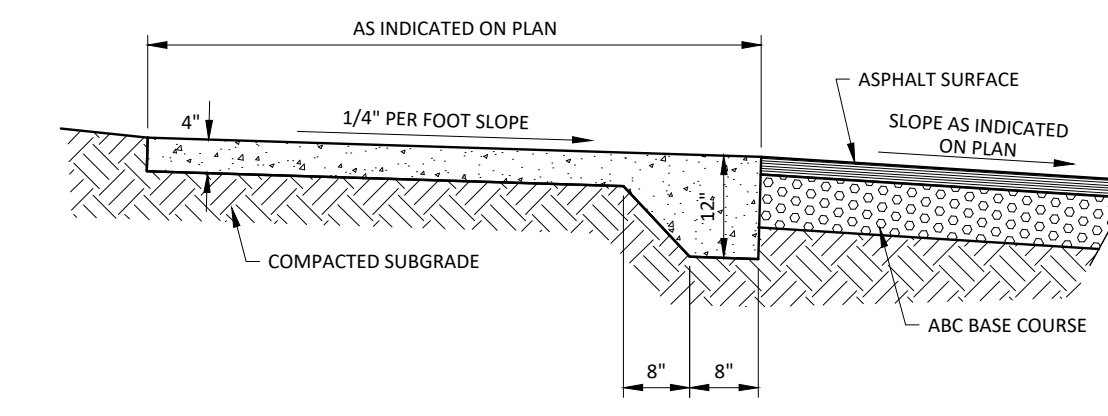 AS INDICATED ON PLAN
ASPHALT SURFACE
4"
1/4" PER FOOT SLOPE
SLOPE AS INDICATED
ON PLAN
12"
COMPACTED SUBGRADE
ABC BASE COURSE
8"
8"